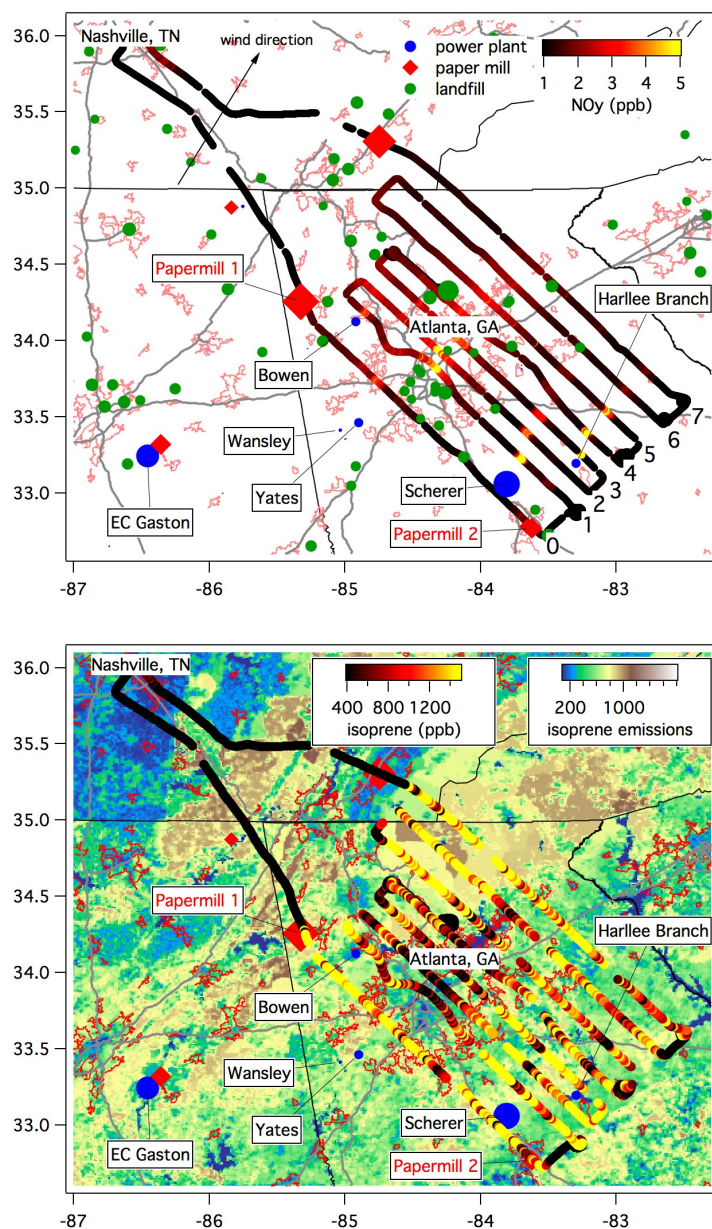 36.0
35.5
35.0
34.5
34.0
33.5
33.0
Nashville, TN
wind direction
power plant
paper mill
landfill
1 2 3 4 5
NOy (ppb)
Papermill 1
Harllee Branch
Atlanta, GA
Bowen
Wansley
Yates
Scherer
EC Gaston
Papermill 2
0
1
2
3
4
5
6
7
-87 -86 -85 -84 -83
36.0
35.5
35.0
34.5
34.0
33.5
33.0
Nashville, TN
400 800 1200
isoprene (ppb)
200 1000
isoprene emissions
Papermill 1
Harllee Branch
Atlanta, GA
Bowen
Wansley
Yates
Scherer
EC Gaston
Papermill 2
-87 -86 -85 -84 -83